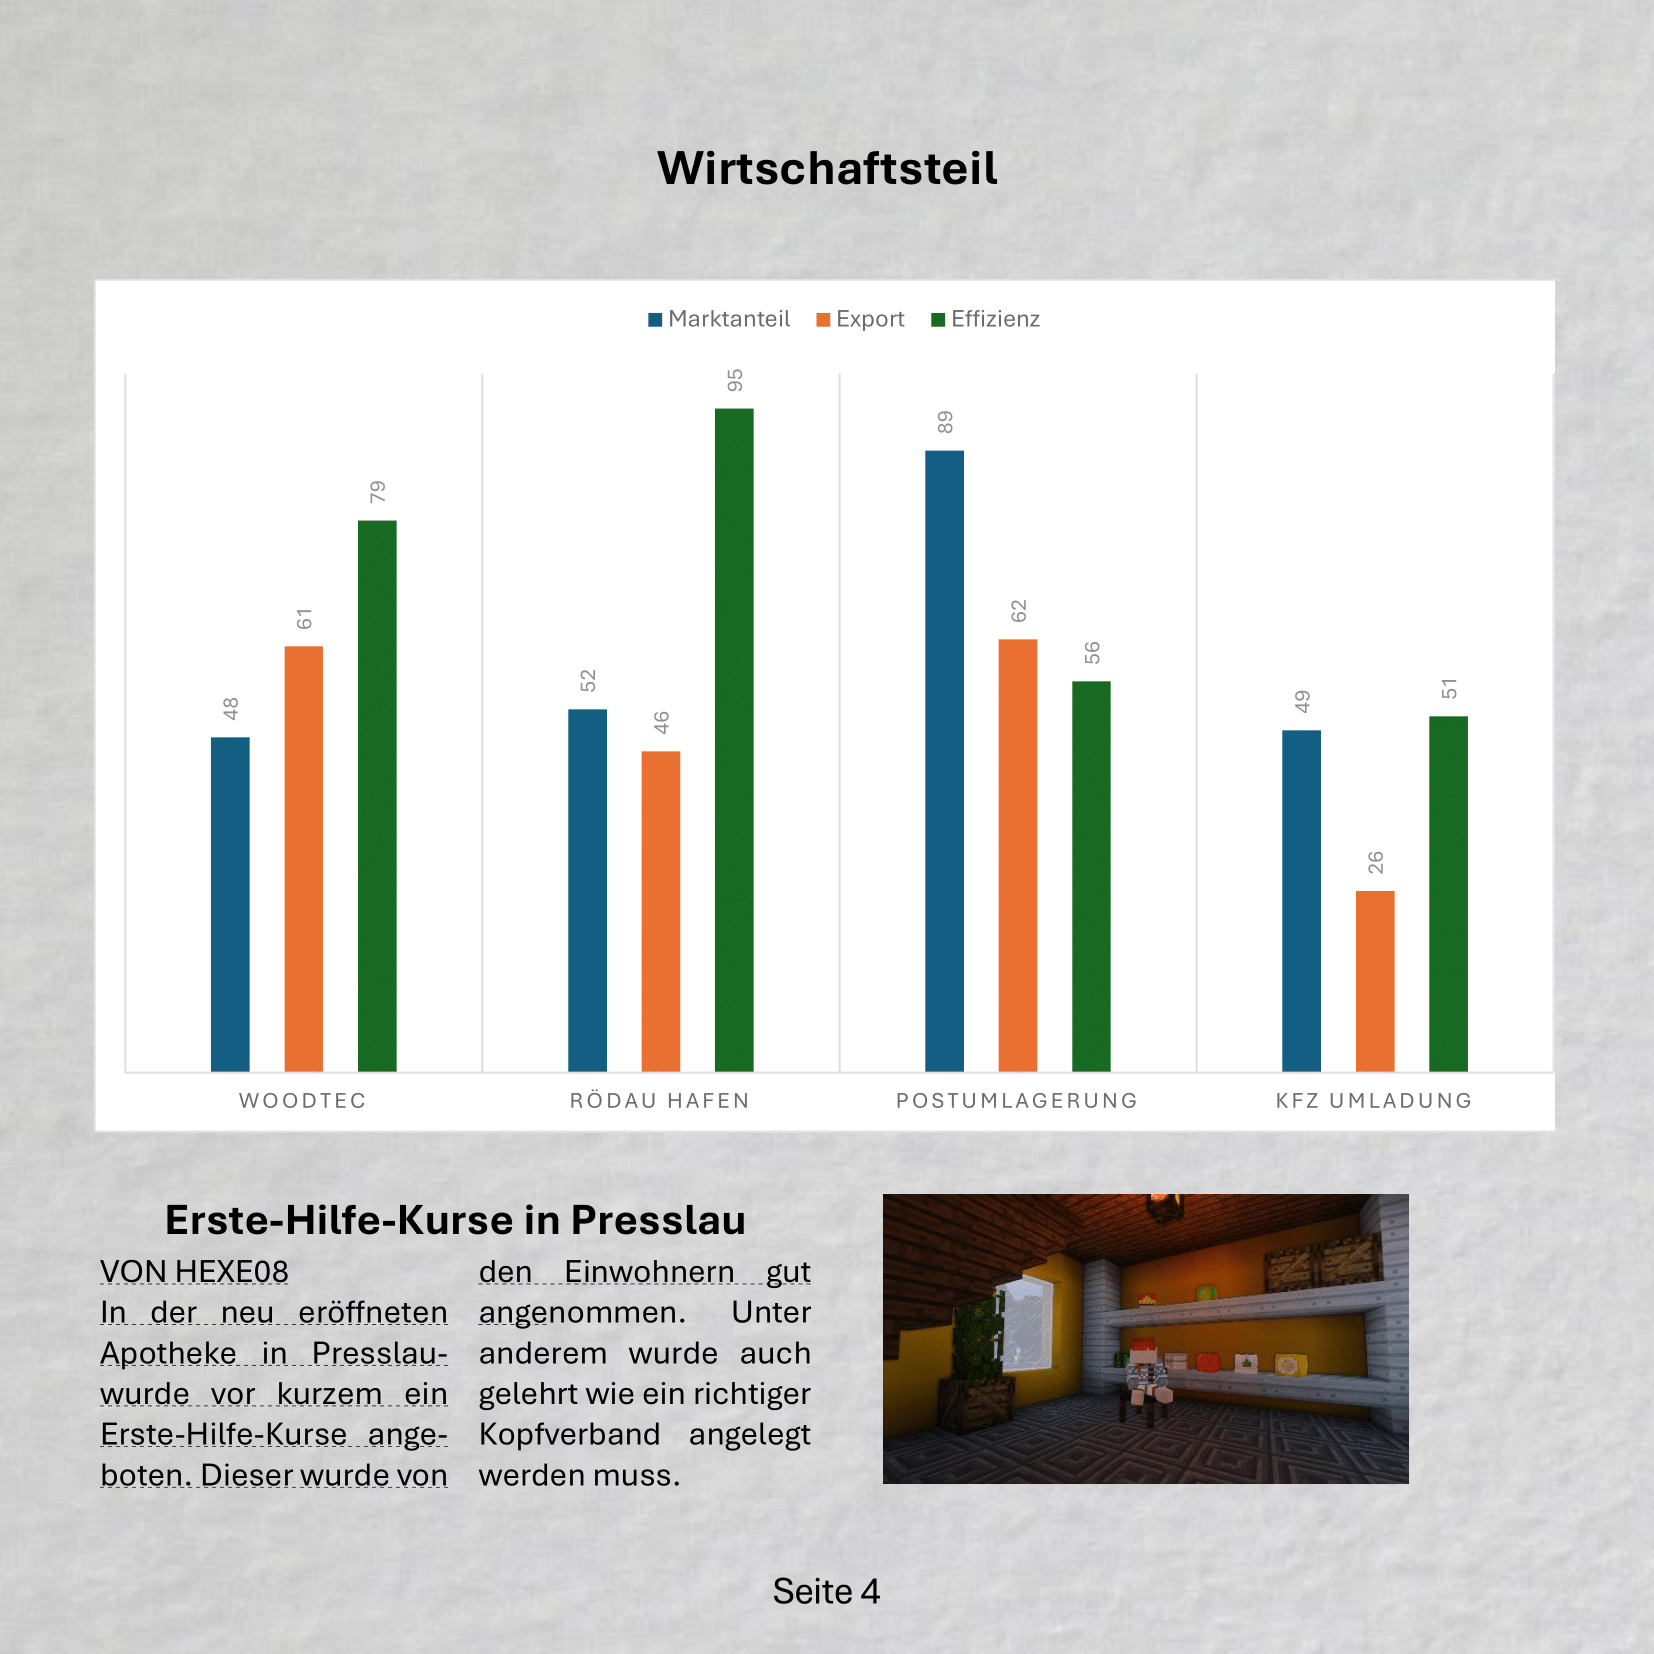 Wirtschaftsteil
Marktanteil Export Effizienz
48
61
79
52
46
95
89
62
56
49
26
51
WOODTEC
RÖDAU HAFEN
POSTUMLAGERUNG
KFZ UMLADUNG
Erste-Hilfe-Kurse in Presslau
VON HEXE08
In der neu eröffneten
Apotheke in Presslau-
wurde vor kurzem ein
Erste-Hilfe-Kurse ange-
boten. Dieser wurde von
den Einwohnern gut
angenommen. Unter
anderem wurde auch
gelehrt wie ein richtiger
Kopfverband angelegt
werden muss.
Seite 4